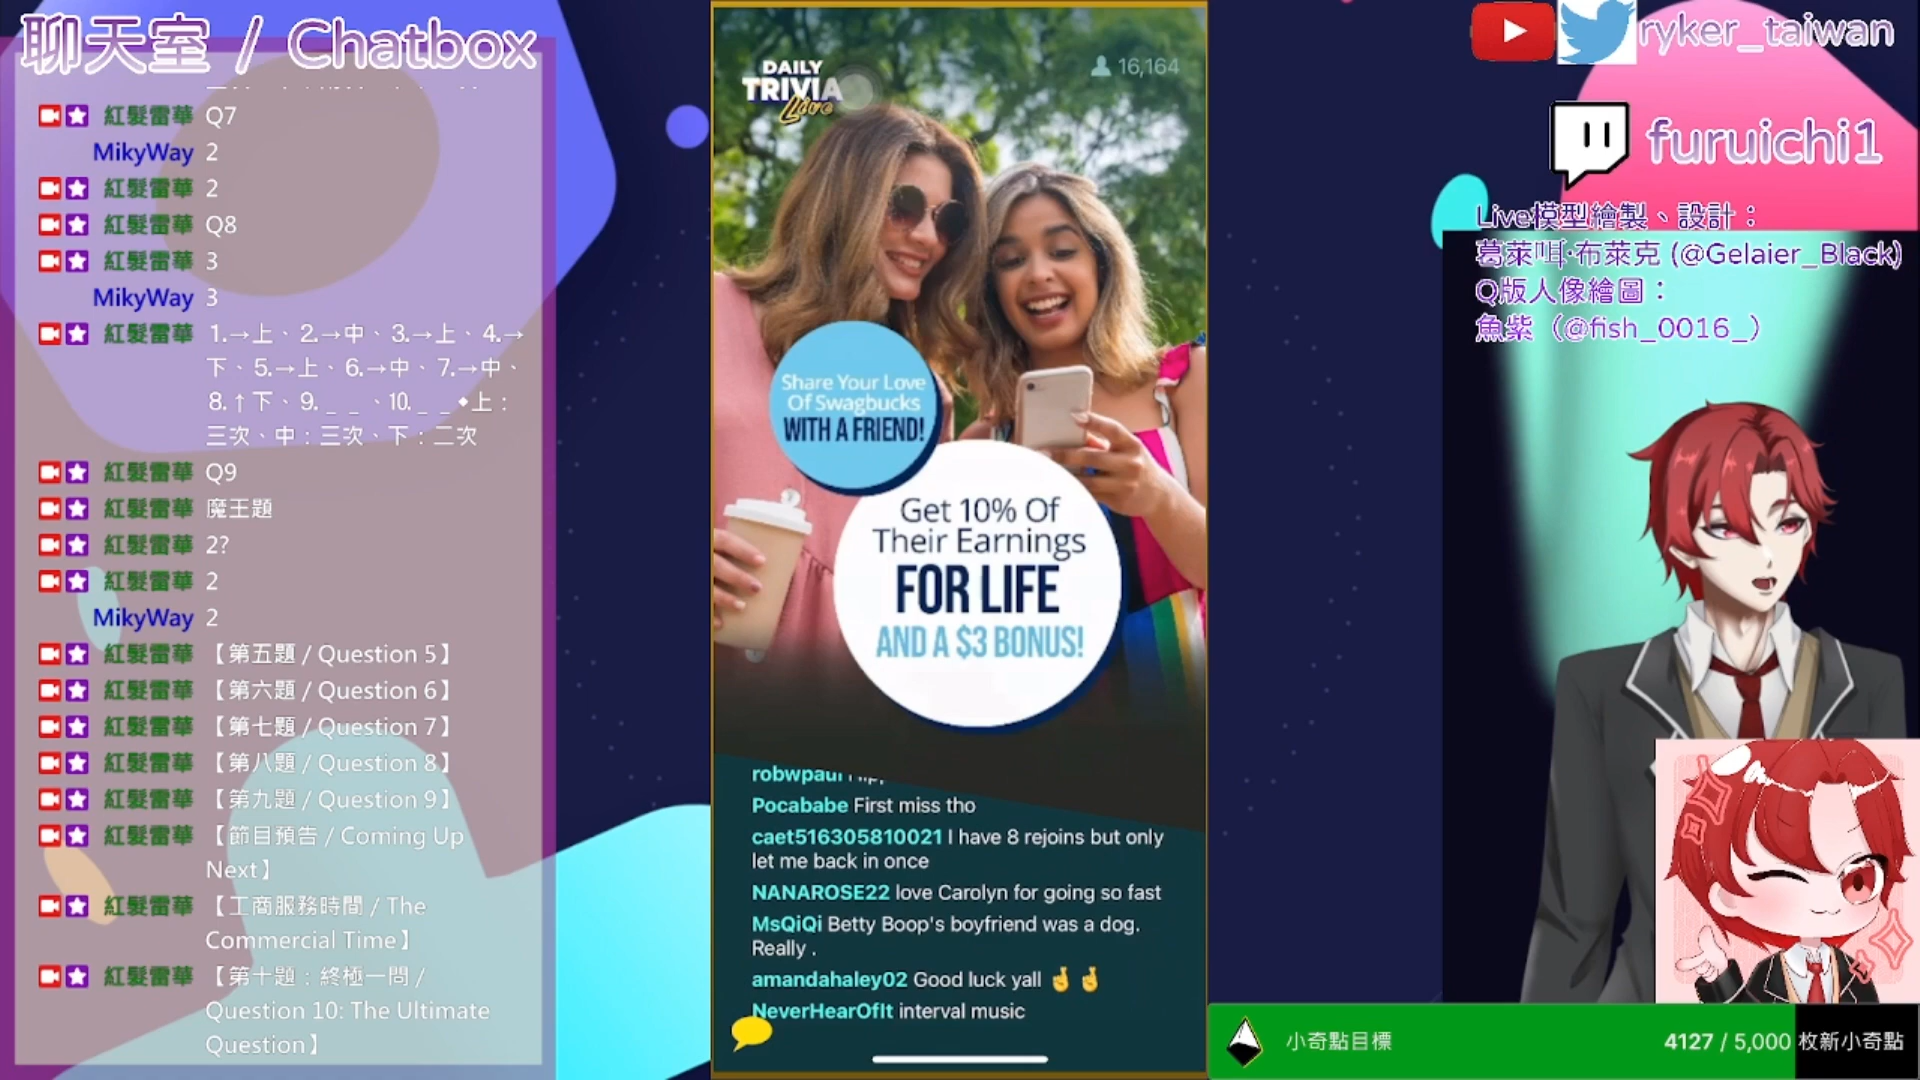 聊天室 / Chatbox
紅髮雷華 Q7
MikyWay 2
紅髮雷華 2
紅髮雷華 Q8
紅髮雷華 3
MikyWay 3
紅髮雷華 1.→上、2.→中、3.→上、4.→
下、5.→上、6.→中、7.→中、
8.↑下、9._ _ 、10._ _◆上：
三次、中：三次、下：二次
紅髮雷華 Q9
紅髮雷華 魔王題
紅髮雷華 2?
紅髮雷華 2
MikyWay 2
紅髮雷華 【第五題 / Question 5】
紅髮雷華 【第六題 / Question 6】
紅髮雷華 【第七題 / Question 7】
紅髮雷華 【第八題 / Question 8】
紅髮雷華 【第九題 / Question 9】
紅髮雷華 【節目預告 / Coming Up
Next】
紅髮雷華 【工商服務時間 / The
Commercial Time】
紅髮雷華 【第十題：終極一問 /
Question 10: The Ultimate
Question】
DAILY
TRIVIA
Live
16,164
Share Your Love
Of Swagbucks
WITH A FRIEND!
Get 10% Of
Their Earnings
FOR LIFE
AND A $3 BONUS!
robwpaul
Pocababe First miss tho
caet516305810021 I have 8 rejoins but only
let me back in once
NANAROSE22 love Carolyn for going so fast
MsQiQi Betty Boop's boyfriend was a dog.
Really .
amandahaley02 Good luck yall 🤞🤞
NeverHearOfIt interval music
ryker_taiwan
furuichi1
Live模型繪製、設計：
葛萊咡·布萊克 (@Gelaier_Black)
Q版人像繪圖：
魚紫（@fish_0016_）
小奇點目標
4127 / 5,000 枚新小奇點